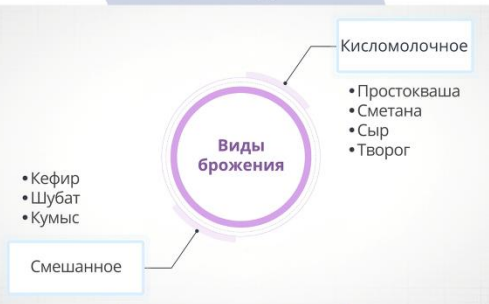 Кисломолочное
•Простокваша
•Сметана
•Сыр
•Творог
Виды
брожения
•Кефир
•Шубат
•Кумыс
Смешанное